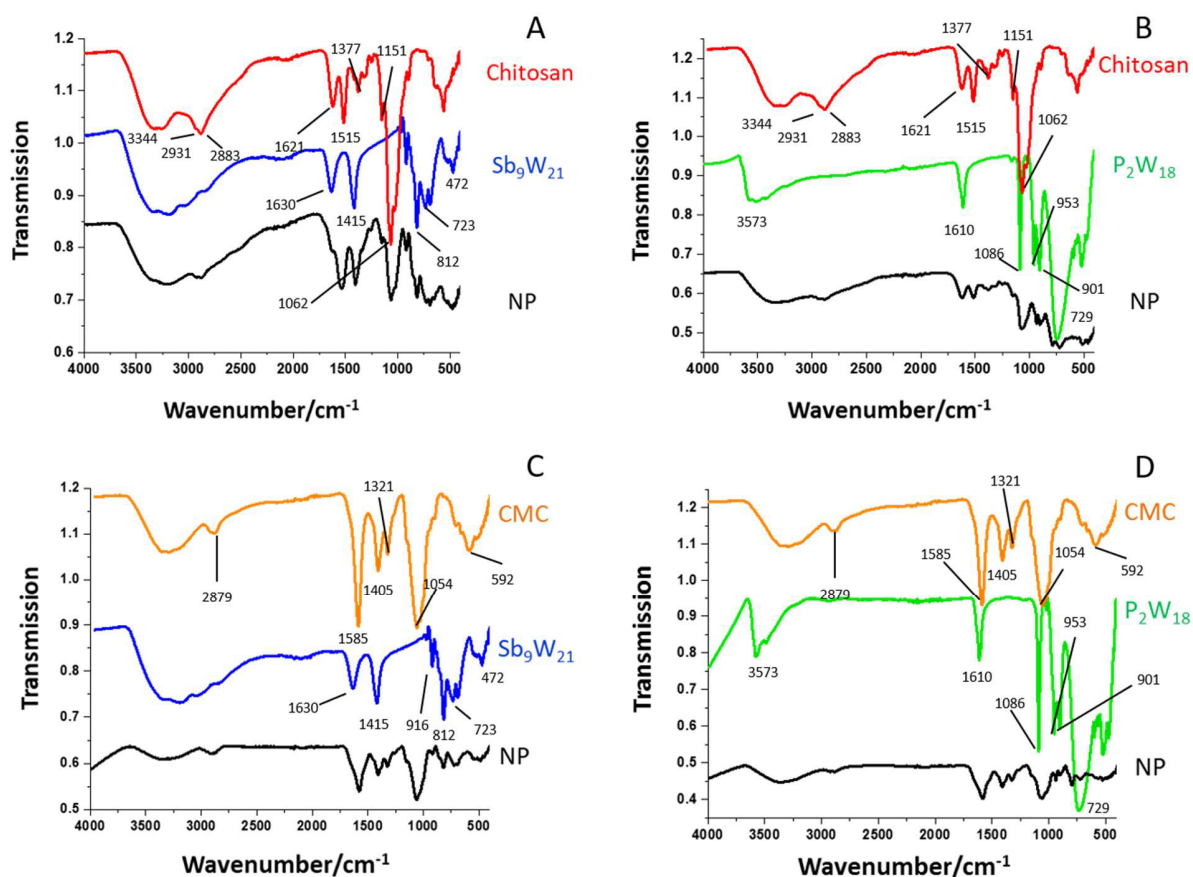 A
1377
1151
1.2
Chitosan
1.1
3344
2931
2883
1621
1515
1.0
Sb9W21
0.9
472
1630
1415
723
0.8
812
1062
NP
0.7
0.6
Transmission
4000 3500 3000 2500 2000 1500 1000 500
Wavenumber/cm-1
B
1377
1151
1.2
Chitosan
1.1
3344
2931
2883
1621
1515
1062
1.0
P2W18
0.9
953
3573
1610
0.8
0.7
1086
901
NP
0.6
729
0.5
Transmission
4000 3500 3000 2500 2000 1500 1000 500
Wavenumber/cm-1
C
1321
1.2
CMC
1.1
2879
592
1.0
1405
1054
0.9
1585
Sb9W21
0.8
472
1630
1415
916
723
0.7
812
NP
0.6
0.5
Transmission
4000 3500 3000 2500 2000 1500 1000 500
Wavenumber/cm-1
D
1321
1.2
CMC
1.1
1585
1405
1054
592
2879
1.0
0.9
P2W18
953
0.8
3573
1610
0.7
901
1086
0.6
0.5
NP
0.4
729
Transmission
4000 3500 3000 2500 2000 1500 1000 500
Wavenumber/cm-1